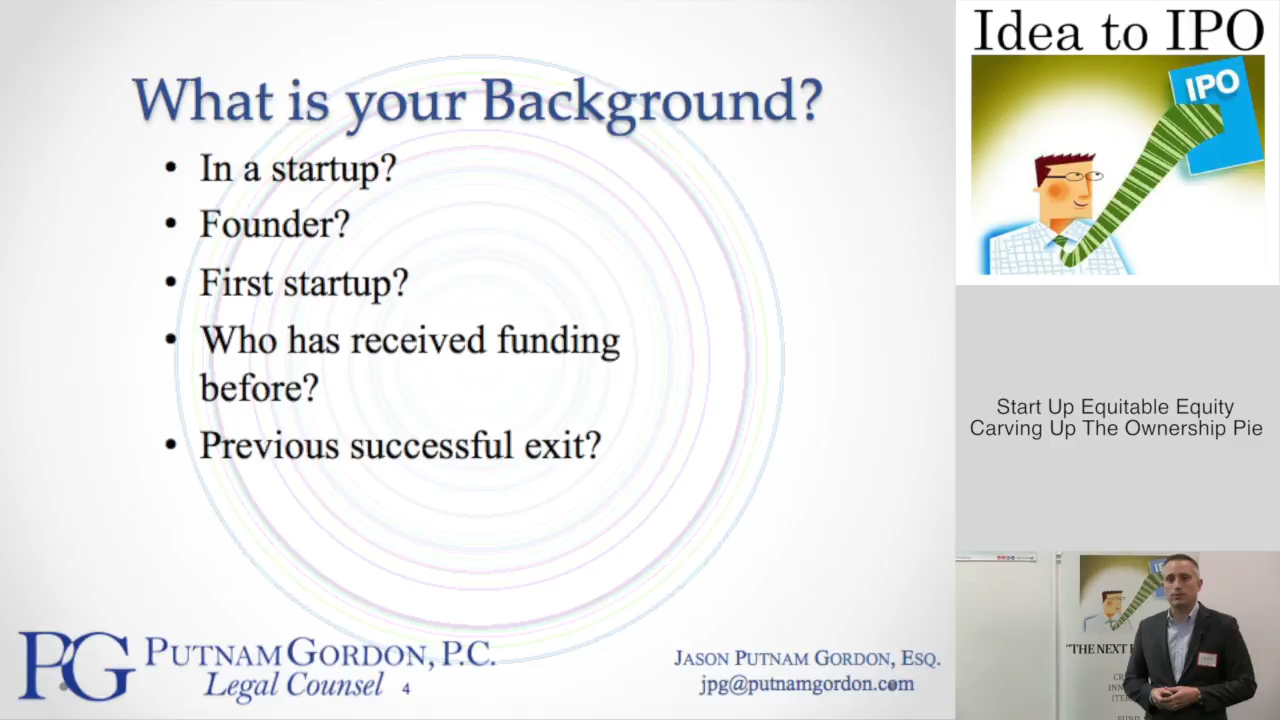 What is your Background?
• In a startup?
• Founder?
• First startup?
• Who has received funding
before?
• Previous successful exit?
PG PUTNAM GORDON, P.C.
Legal Counsel
4
JASON PUTNAM GORDON, ESQ.
jpg@putnamgordon.com
Idea to IPO
IPO
Start Up Equitable Equity
Carving Up The Ownership Pie
"THE NEXT